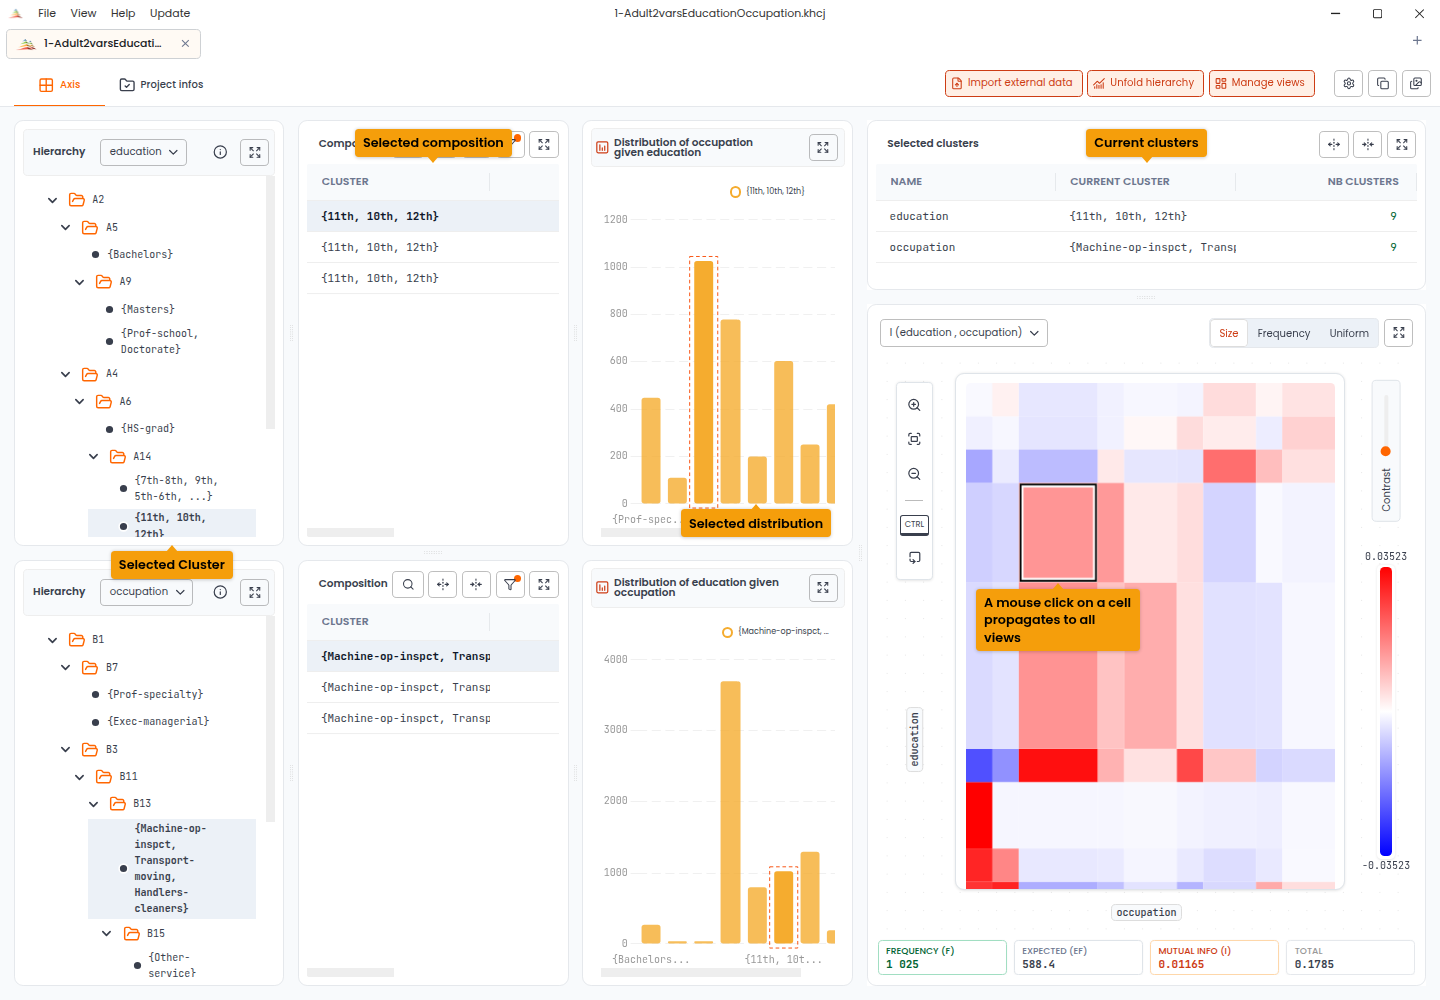 File View Help Update
1-Adult2varsEducationOccupation.khcj
1-Adult2varsEducati...
Axis
Project infos
Import external data
Unfold hierarchy
Manage views
Hierarchy
education
A2
A5
{Bachelors}
A9
{Masters}
{Prof-school,
Doctorate}
A4
A6
{HS-grad}
A14
{7th-8th, 9th,
5th-6th, ...}
{11th, 10th,
12th}
Selected Cluster
Selected composition
CLUSTER
{11th, 10th, 12th}
{11th, 10th, 12th}
{11th, 10th, 12th}
Distribution of occupation
given education
{11th, 10th, 12th}
1200
1000
800
600
400
200
0
{Prof-spec...
Selected distribution
Selected clusters
Current clusters
NAME CURRENT CLUSTER NB CLUSTERS
education {11th, 10th, 12th} 9
occupation {Machine-op-inspct, Transp 9
Hierarchy
occupation
B1
B7
{Prof-specialty}
{Exec-managerial}
B3
B11
B13
{Machine-op-
inspct,
Transport-
moving,
Handlers-
cleaners}
B15
{Other-
service}
Composition
CLUSTER
{Machine-op-inspct, Transp
{Machine-op-inspct, Transp
{Machine-op-inspct, Transp
Distribution of education given
occupation
{Machine-op-inspct, ...
4000
3000
2000
1000
0
{Bachelors...
{11th, 10t...
I (education , occupation)
Size Frequency Uniform
CTRL
Contrast
A mouse click on a cell
propagates to all
views
0.03523
-0.03523
education
occupation
FREQUENCY (F)
1 025
EXPECTED (EF)
588.4
MUTUAL INFO (I)
0.01165
TOTAL
0.1785